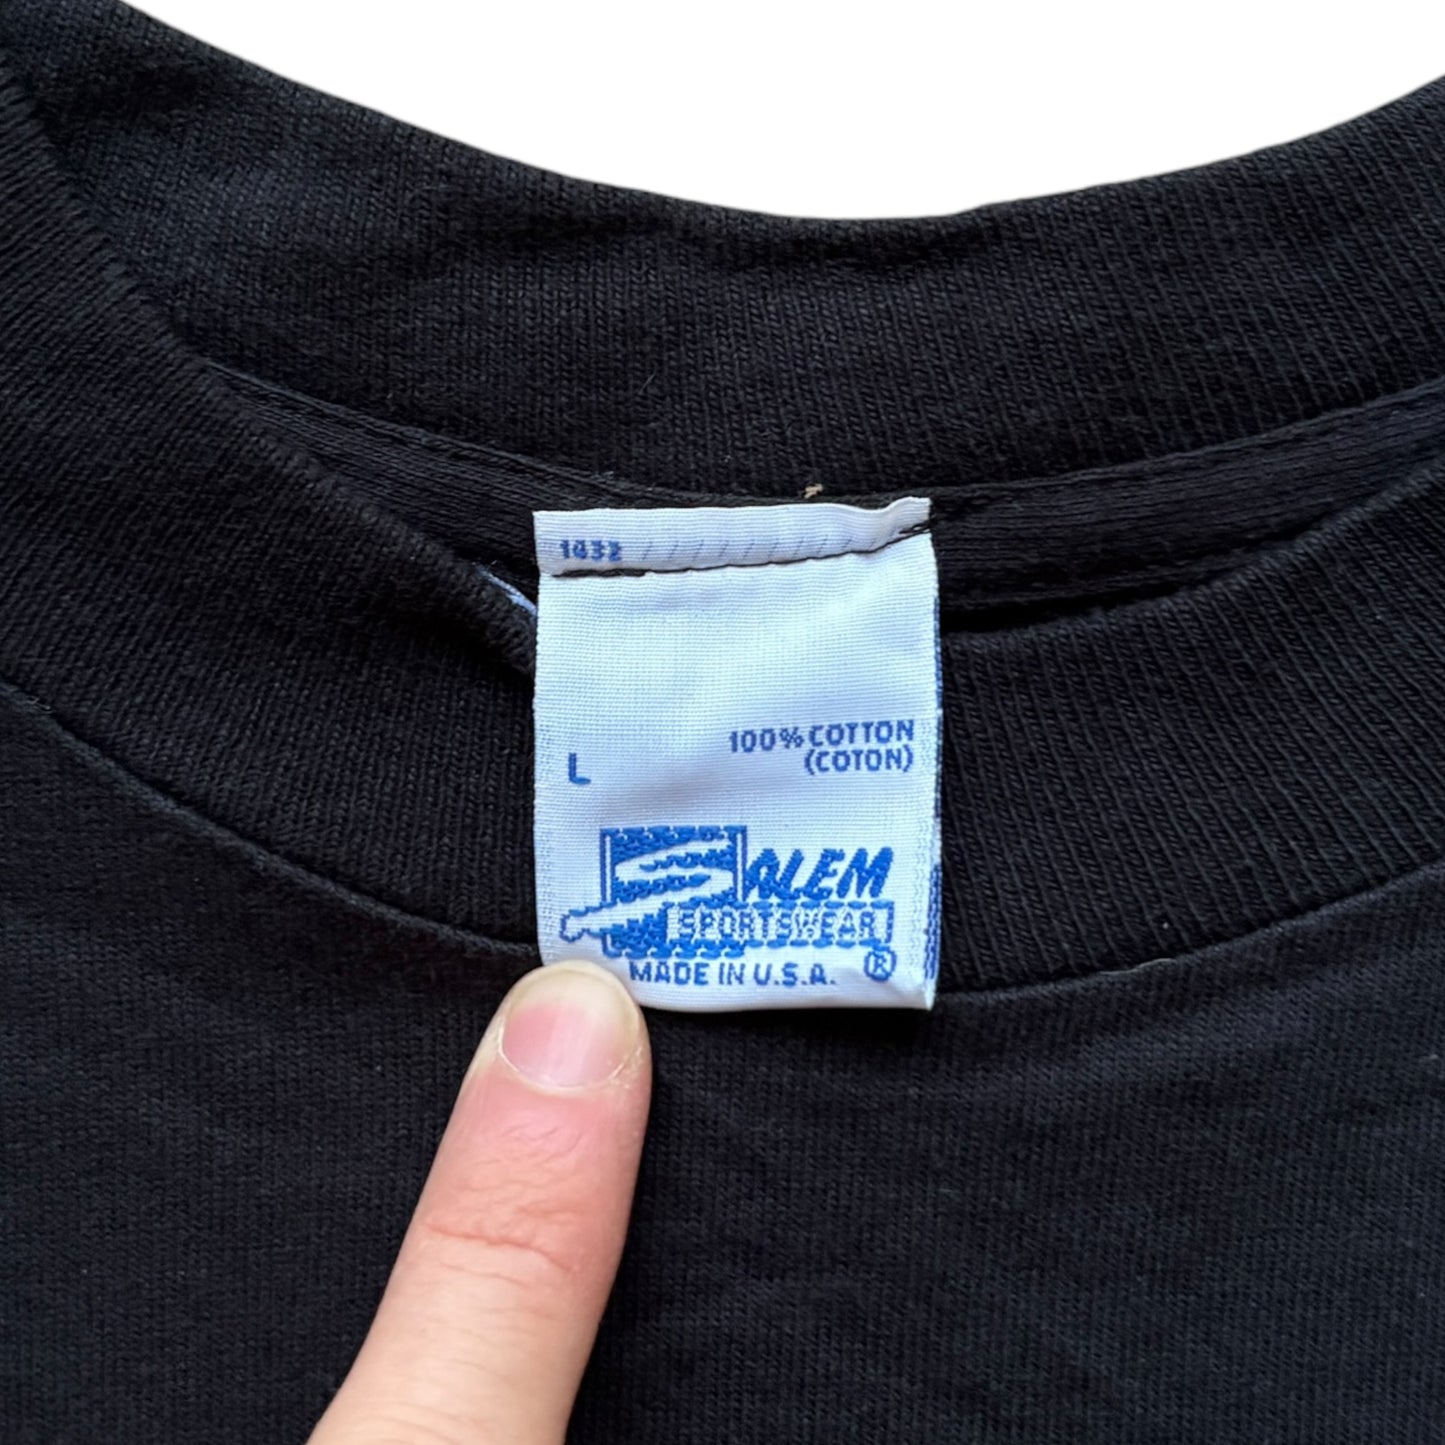 1432
100% COTTON
(COTON)
L
SALEM
SPORTSWEAR
MADE IN U.S.A. ®